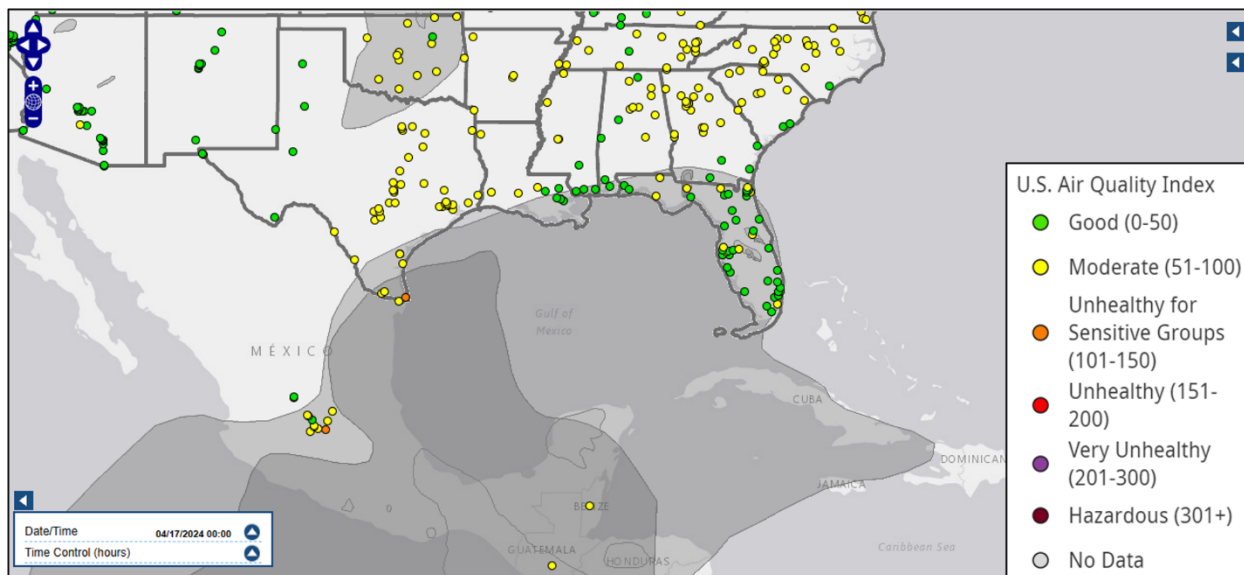 U.S. Air Quality Index
Good (0-50)
Moderate (51-100)
Unhealthy for
Sensitive Groups
(101-150)
Unhealthy (151-
200)
Very Unhealthy
(201-300)
Hazardous (301+)
No Data
Gulf of
Mexico
MÉXICO
CUBA
DOMINICAN
JAMAICA
BELIZE
GUATEMALA
HONDURAS
Caribbean Sea
Date/Time 04/17/2024 00:00
Time Control (hours)